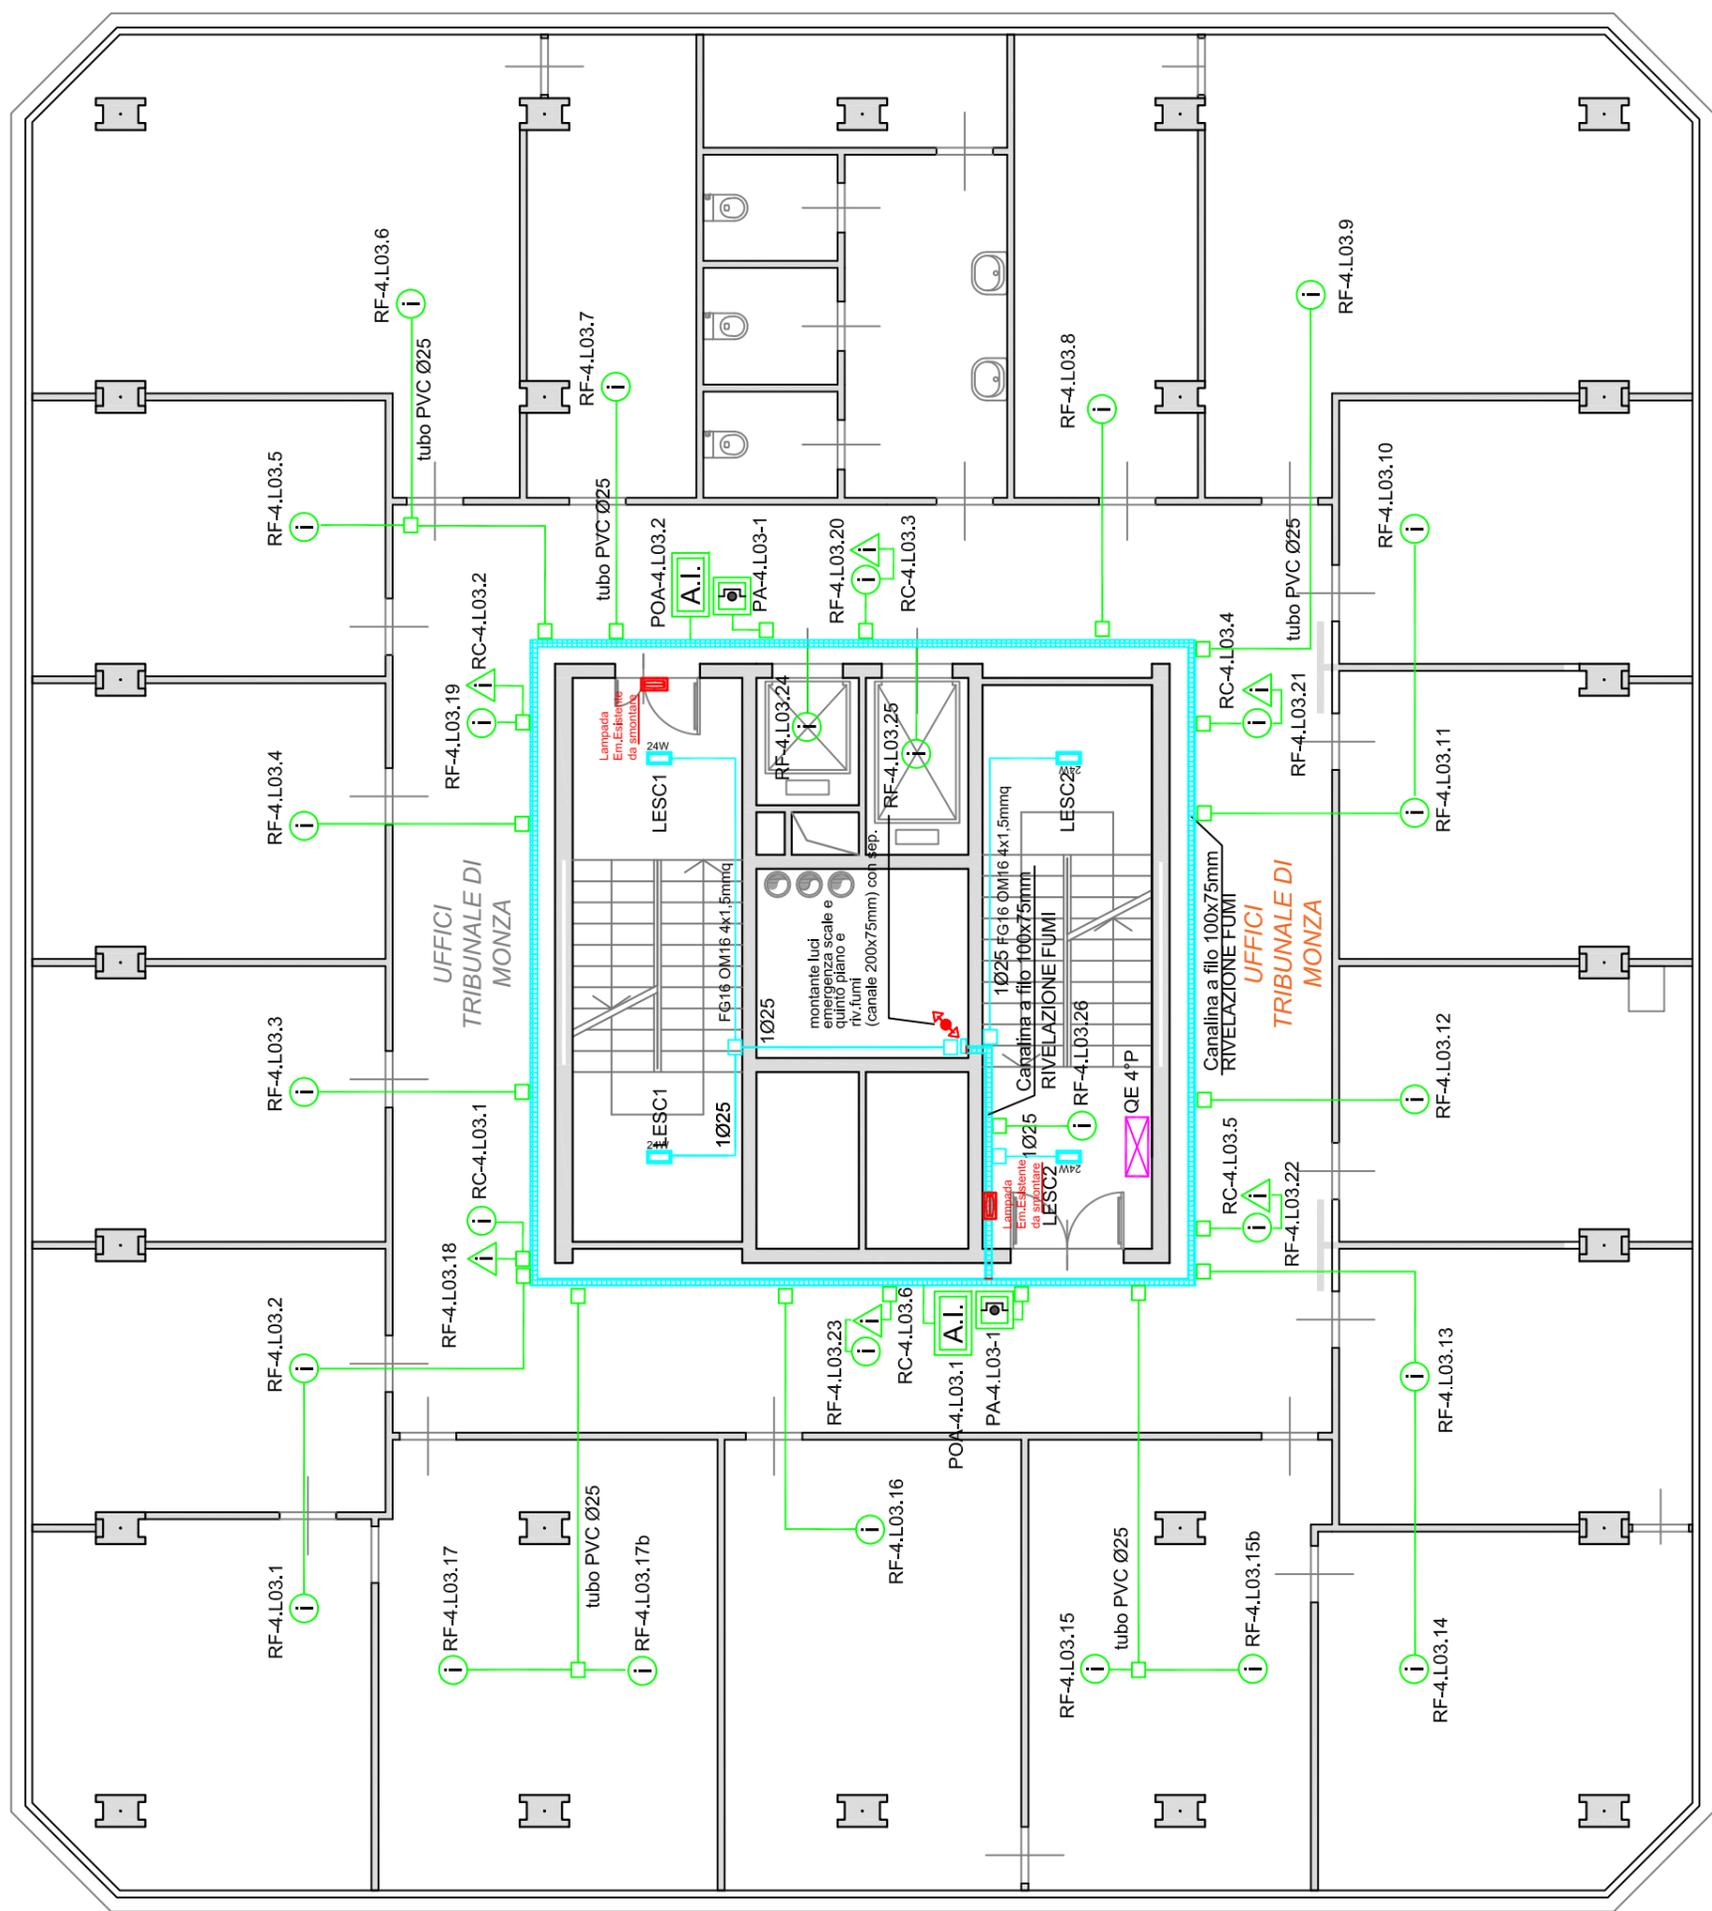 RF-4.L03.6
RF-4.L03.9
tubo PVC Ø25
RF-4.L03.7
RF-4.L03.8
RF-4.L03.5
RF-4.L03.10
tubo PVC Ø25
tubo PVC Ø25
RC-4.L03.2
RF-4.L03.19
POA-4.L03.2
A.I.
PA-4.L03-1
RF-4.L03.20
RC-4.L03.3
RC-4.L03.4
RF-4.L03.21
RF-4.L03.4
RF-4.L03.11
Lampada
Em.Esistente
da smontare
24W
LESC1
RF-4.L03.24
RF-4.L03.25
24W
LESC2
UFFICI
TRIBUNALE DI
MONZA
FG16 OM16 4x1,5mmq
1Ø25
montante luci
emergenza scale e
quinto piano e
riv.fumi
(canale 200x75mm) con sep.
1Ø25 FG16 OM16 4x1,5mmq
Canalina a filo 100x75mm
RIVELAZIONE FUMI
Canalina a filo 100x75mm
RIVELAZIONE FUMI
UFFICI
TRIBUNALE DI
MONZA
RF-4.L03.3
RF-4.L03.12
RF-4.L03.26
QE 4°P
LESC1
24W
1Ø25
1Ø25
24W
LESC2
Lampada
Em.Esistente
da smontare
RC-4.L03.1
RF-4.L03.18
RC-4.L03.5
RF-4.L03.22
RF-4.L03.2
RF-4.L03.13
RF-4.L03.23
RC-4.L03.6
A.I.
POA-4.L03.1
PA-4.L03-1
RF-4.L03.1
RF-4.L03.17
tubo PVC Ø25
RF-4.L03.17b
RF-4.L03.16
RF-4.L03.15
tubo PVC Ø25
RF-4.L03.15b
RF-4.L03.14